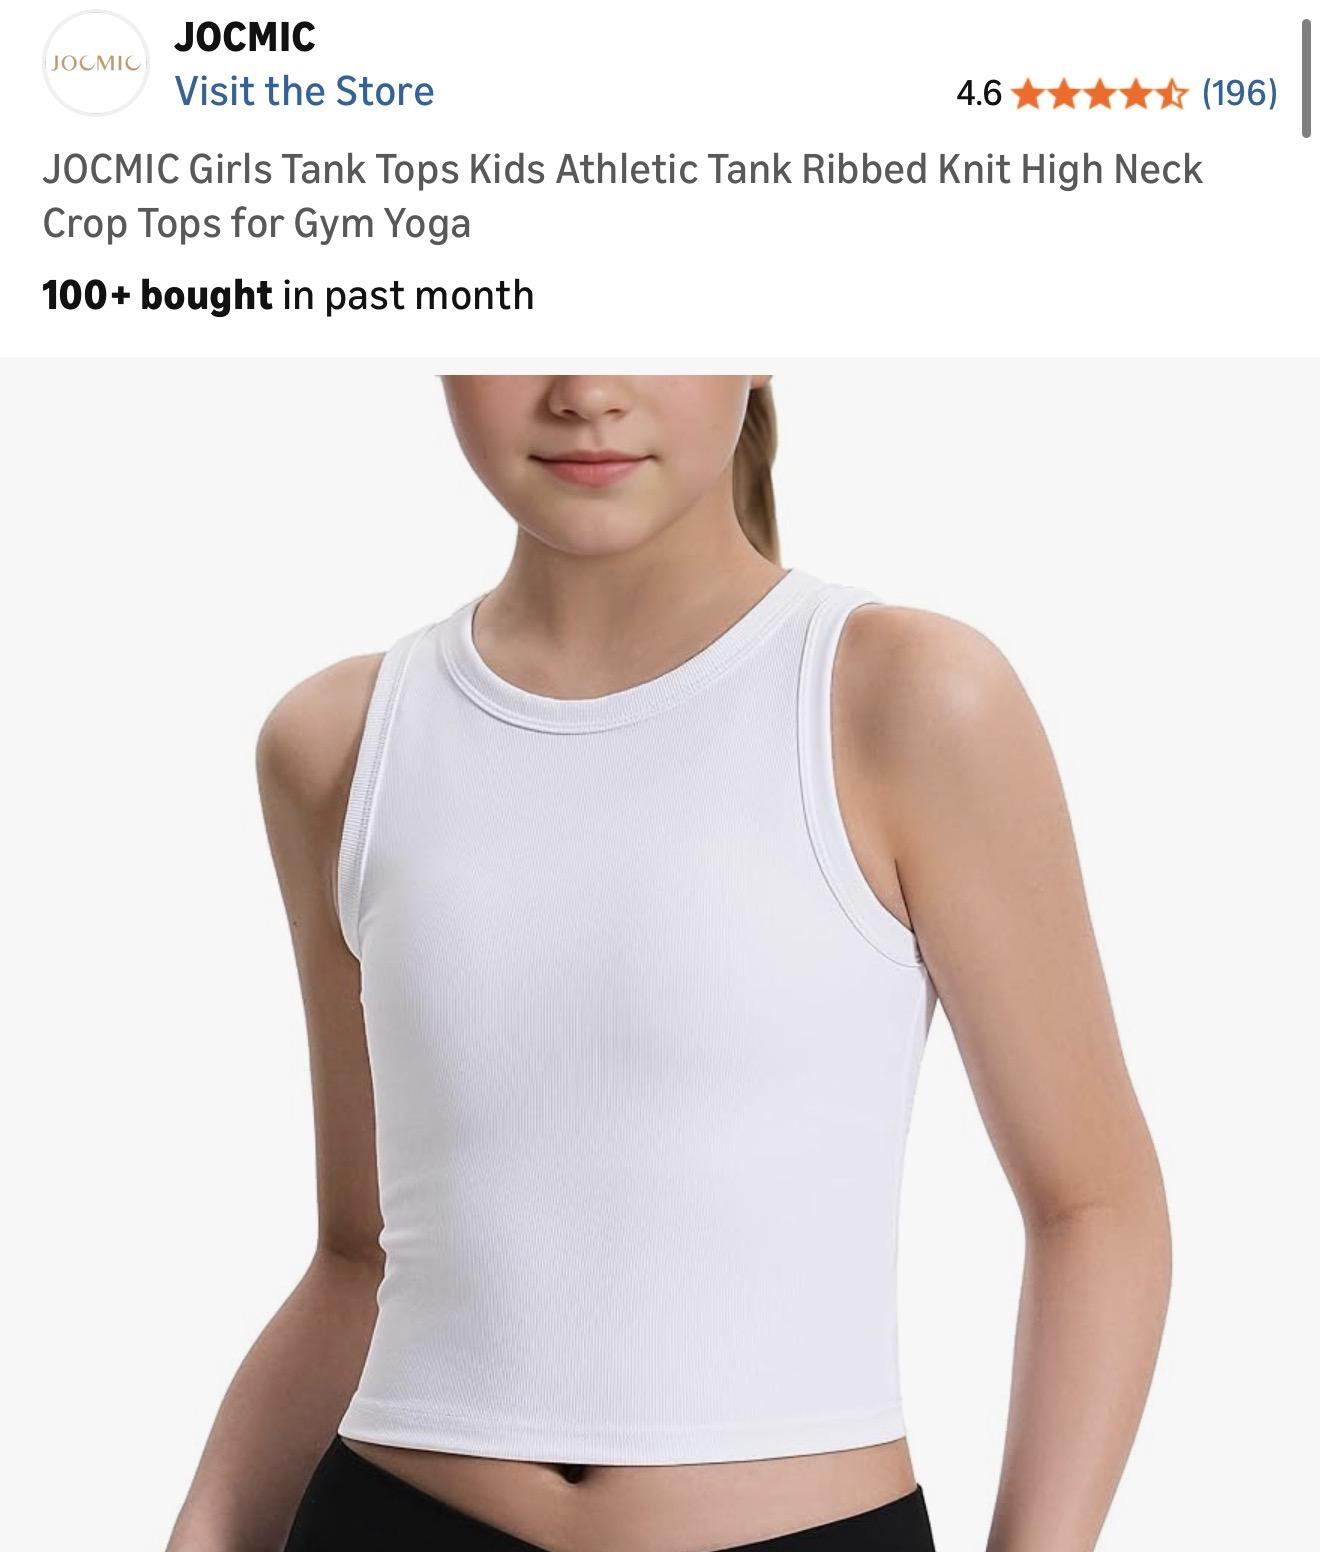 JOCMIC
JOCMIC
Visit the Store
4.6 (196)
JOCMIC Girls Tank Tops Kids Athletic Tank Ribbed Knit High Neck
Crop Tops for Gym Yoga
100+ bought in past month